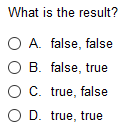 What is the result?
A. false, false
B. false, true
C. true, false
D. true, true